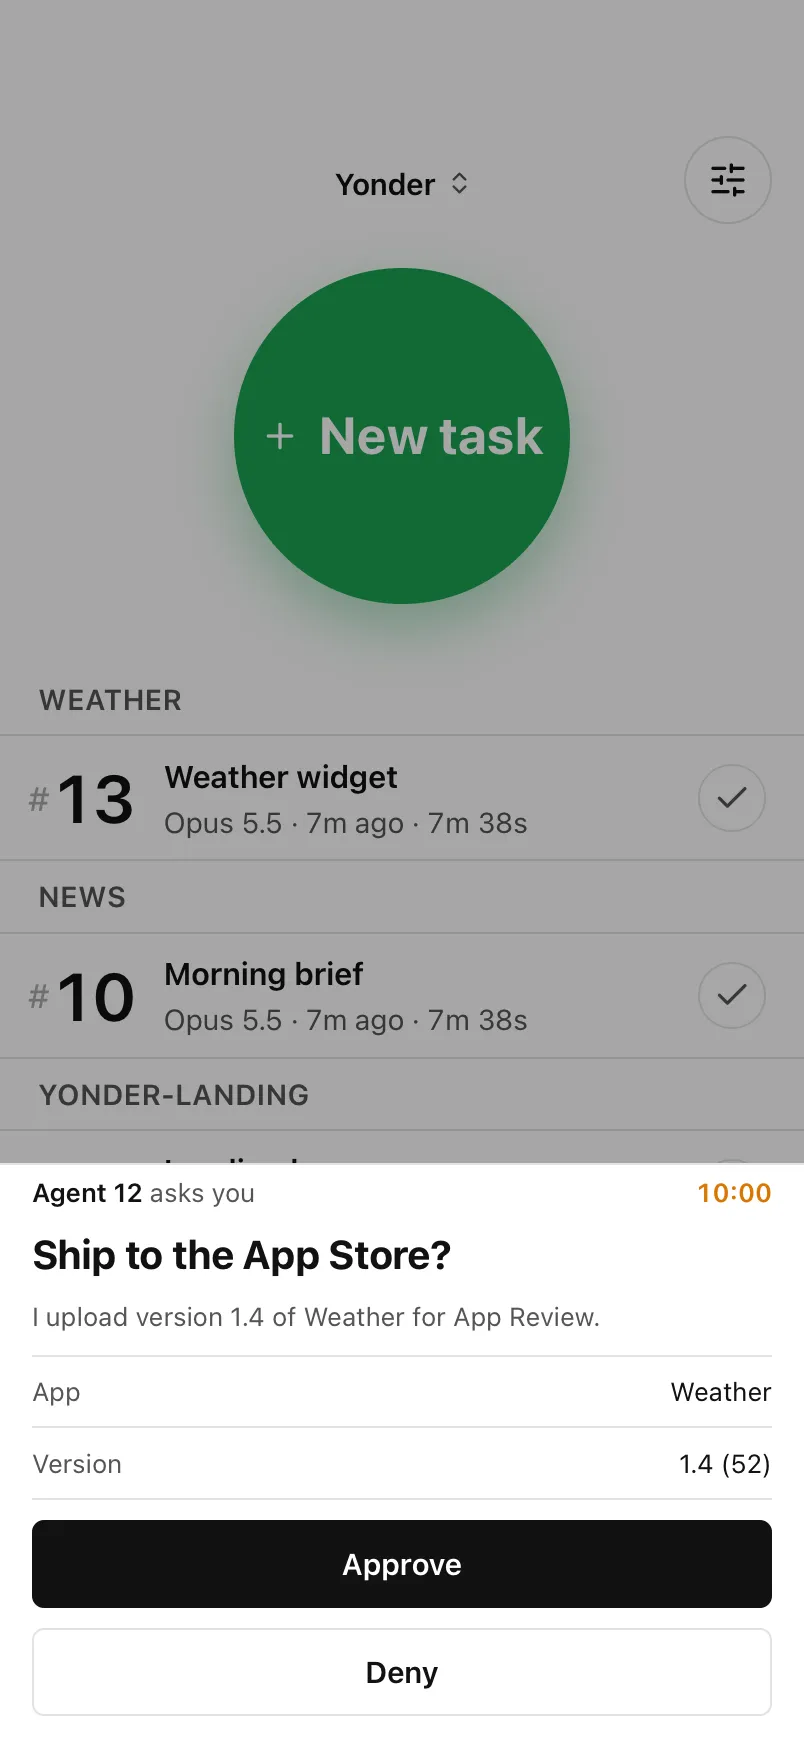 Yonder
+ New task
WEATHER
#13
Weather widget
Opus 5.5 · 7m ago · 7m 38s
NEWS
#10
Morning brief
Opus 5.5 · 7m ago · 7m 38s
YONDER-LANDING
Agent 12 asks you
10:00
Ship to the App Store?
I upload version 1.4 of Weather for App Review.
App
Weather
Version
1.4 (52)
Approve
Deny